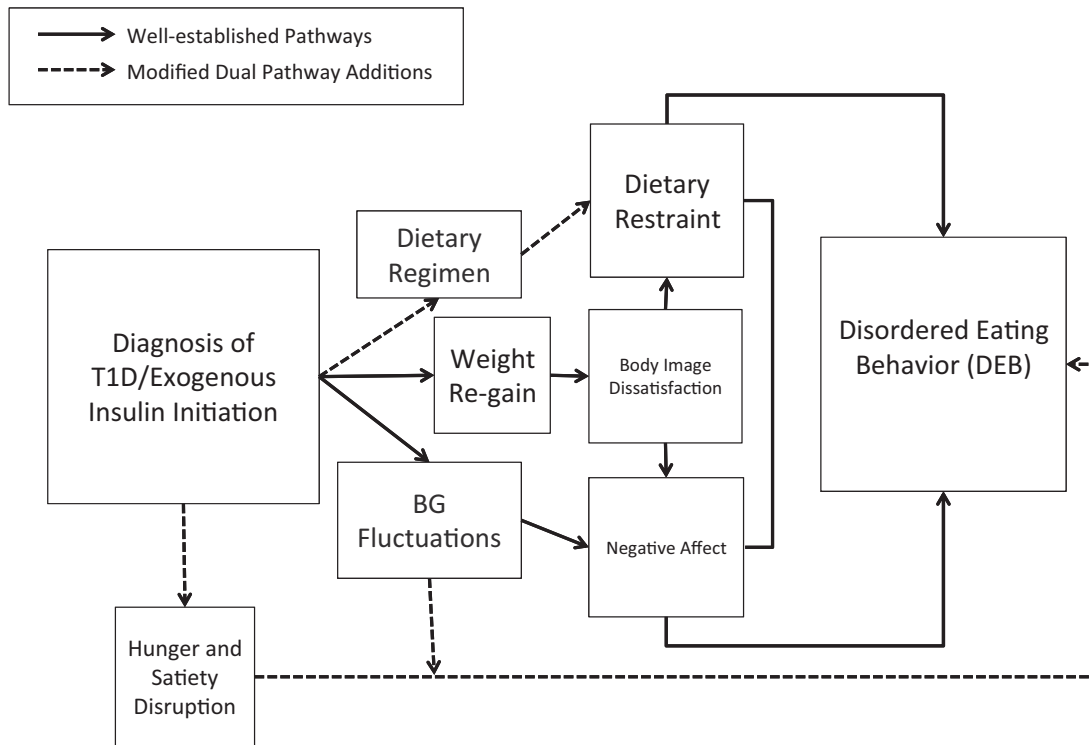 Well-established Pathways
Modified Dual Pathway Additions
Dietary
Restraint
Dietary
Regimen
Diagnosis of
T1D/Exogenous
Insulin Initiation
Weight
Re-gain
Body Image
Dissatisfaction
Disordered Eating
Behavior (DEB)
BG
Fluctuations
Negative Affect
Hunger and
Satiety
Disruption